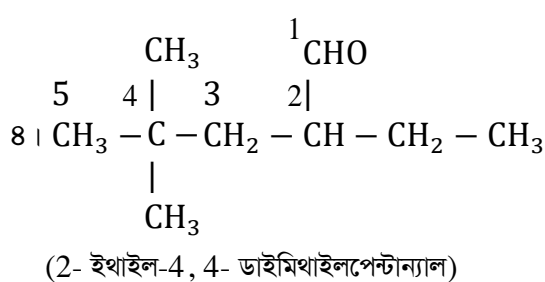 CH₃ ¹CHO
5 4 | 3 2|
৪। CH₃ – C – CH₂ – CH – CH₂ – CH₃
|
CH₃
(2- ইথাইল-4, 4- ডাইমিথাইলপেন্টান্যাল)